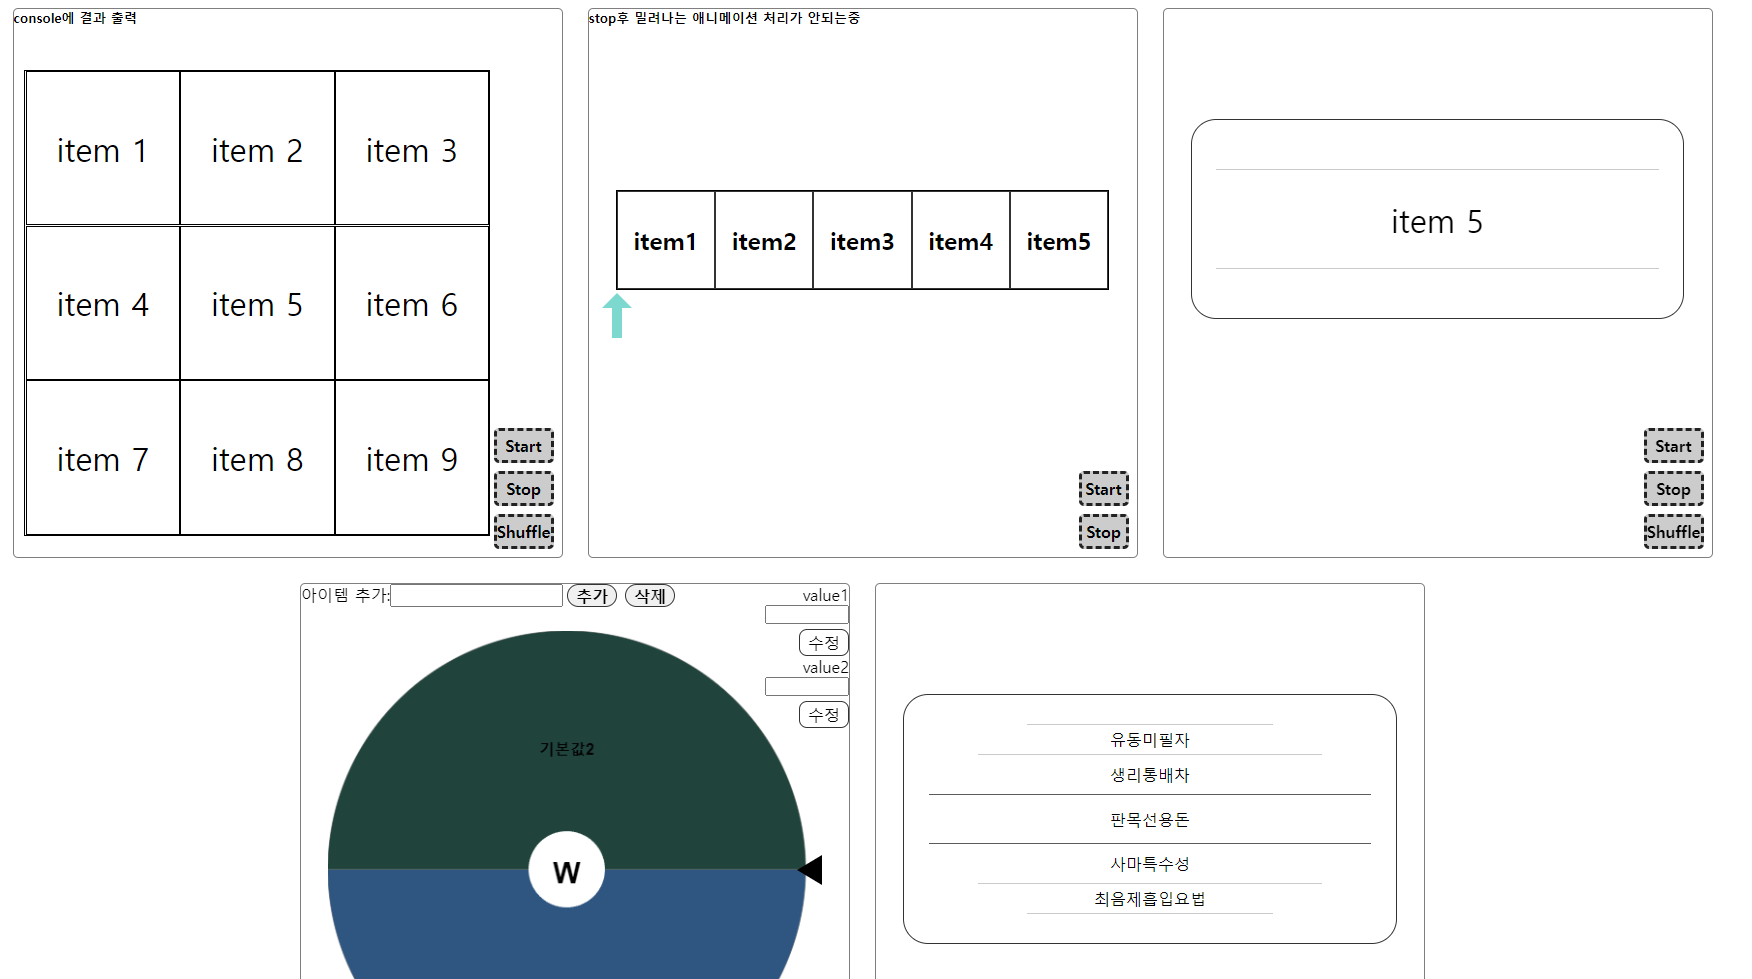 console에 결과 출력
item 1 item 2 item 3
item 4 item 5 item 6
item 7 item 8 item 9
Start
Stop
Shuffle
stop후 밀려나는 애니메이션 처리가 안되는중
item1 item2 item3 item4 item5
Start
Stop
item 5
Start
Stop
Shuffle
아이템 추가: 추가 삭제
value1
수정
value2
수정
기본값2
W
유동미필자
생리통배차
판목선용돈
사마특수성
최음제흡입요법